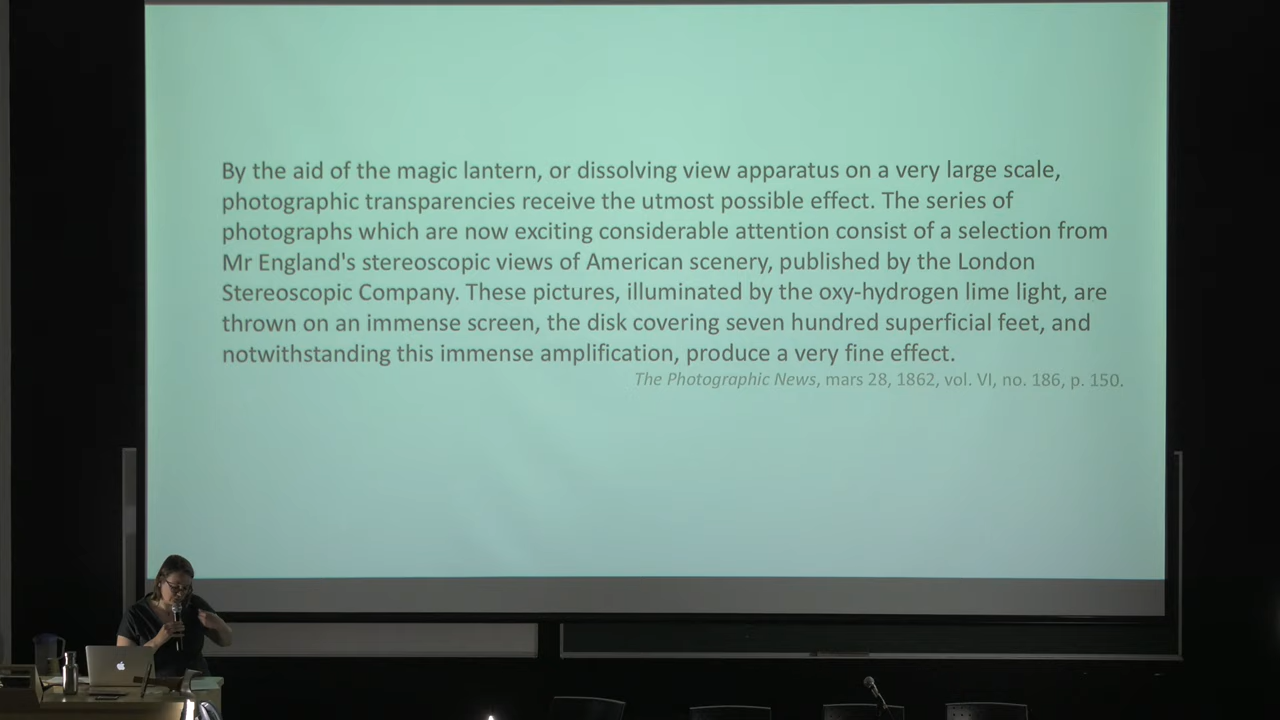 By the aid of the magic lantern, or dissolving view apparatus on a very large scale,
photographic transparencies receive the utmost possible effect. The series of
photographs which are now exciting considerable attention consist of a selection from
Mr England's stereoscopic views of American scenery, published by the London
Stereoscopic Company. These pictures, illuminated by the oxy-hydrogen lime light, are
thrown on an immense screen, the disk covering seven hundred superficial feet, and
notwithstanding this immense amplification, produce a very fine effect.
The Photographic News, mars 28, 1862, vol. VI, no. 186, p. 150.